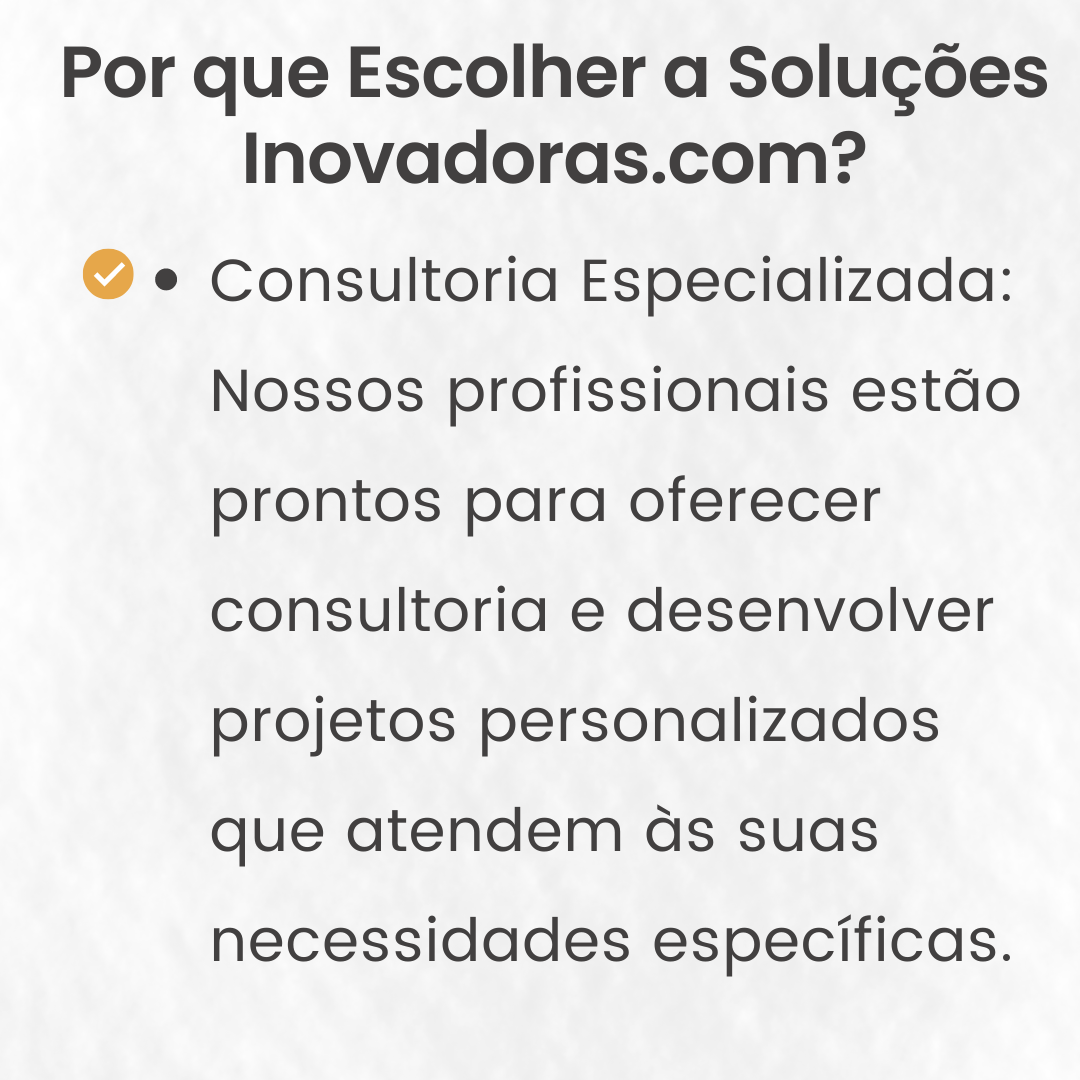 Por que Escolher a Soluções
Inovadoras.com?
• Consultoria Especializada:
Nossos profissionais estão
prontos para oferecer
consultoria e desenvolver
projetos personalizados
que atendem às suas
necessidades específicas.